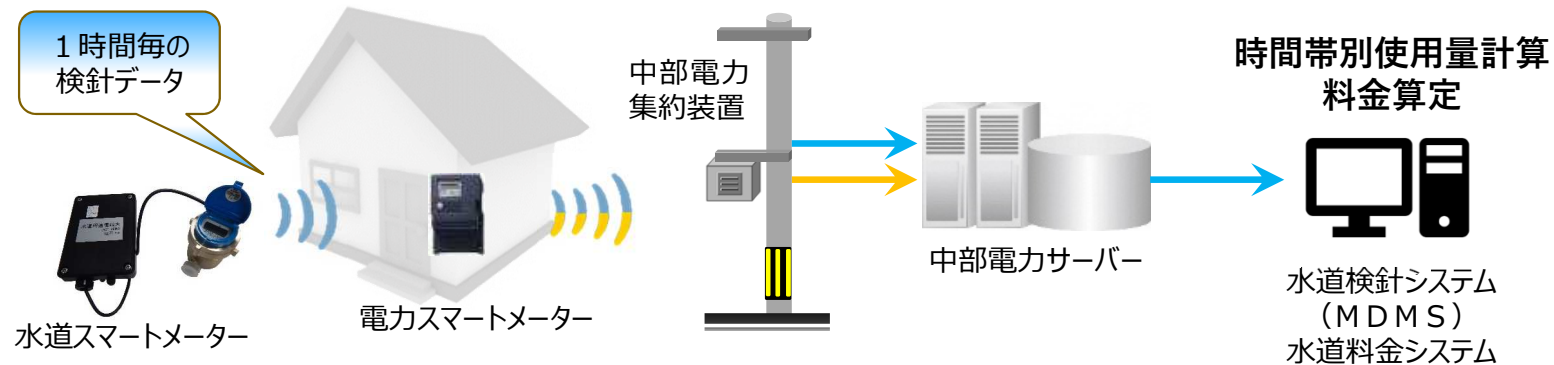 １時間毎の
検針データ
水道スマートメーター
電力スマートメーター
中部電力
集約装置
中部電力サーバー
時間帯別使用量計算
料金算定
水道検針システム
（ＭＤＭＳ）
水道料金システム